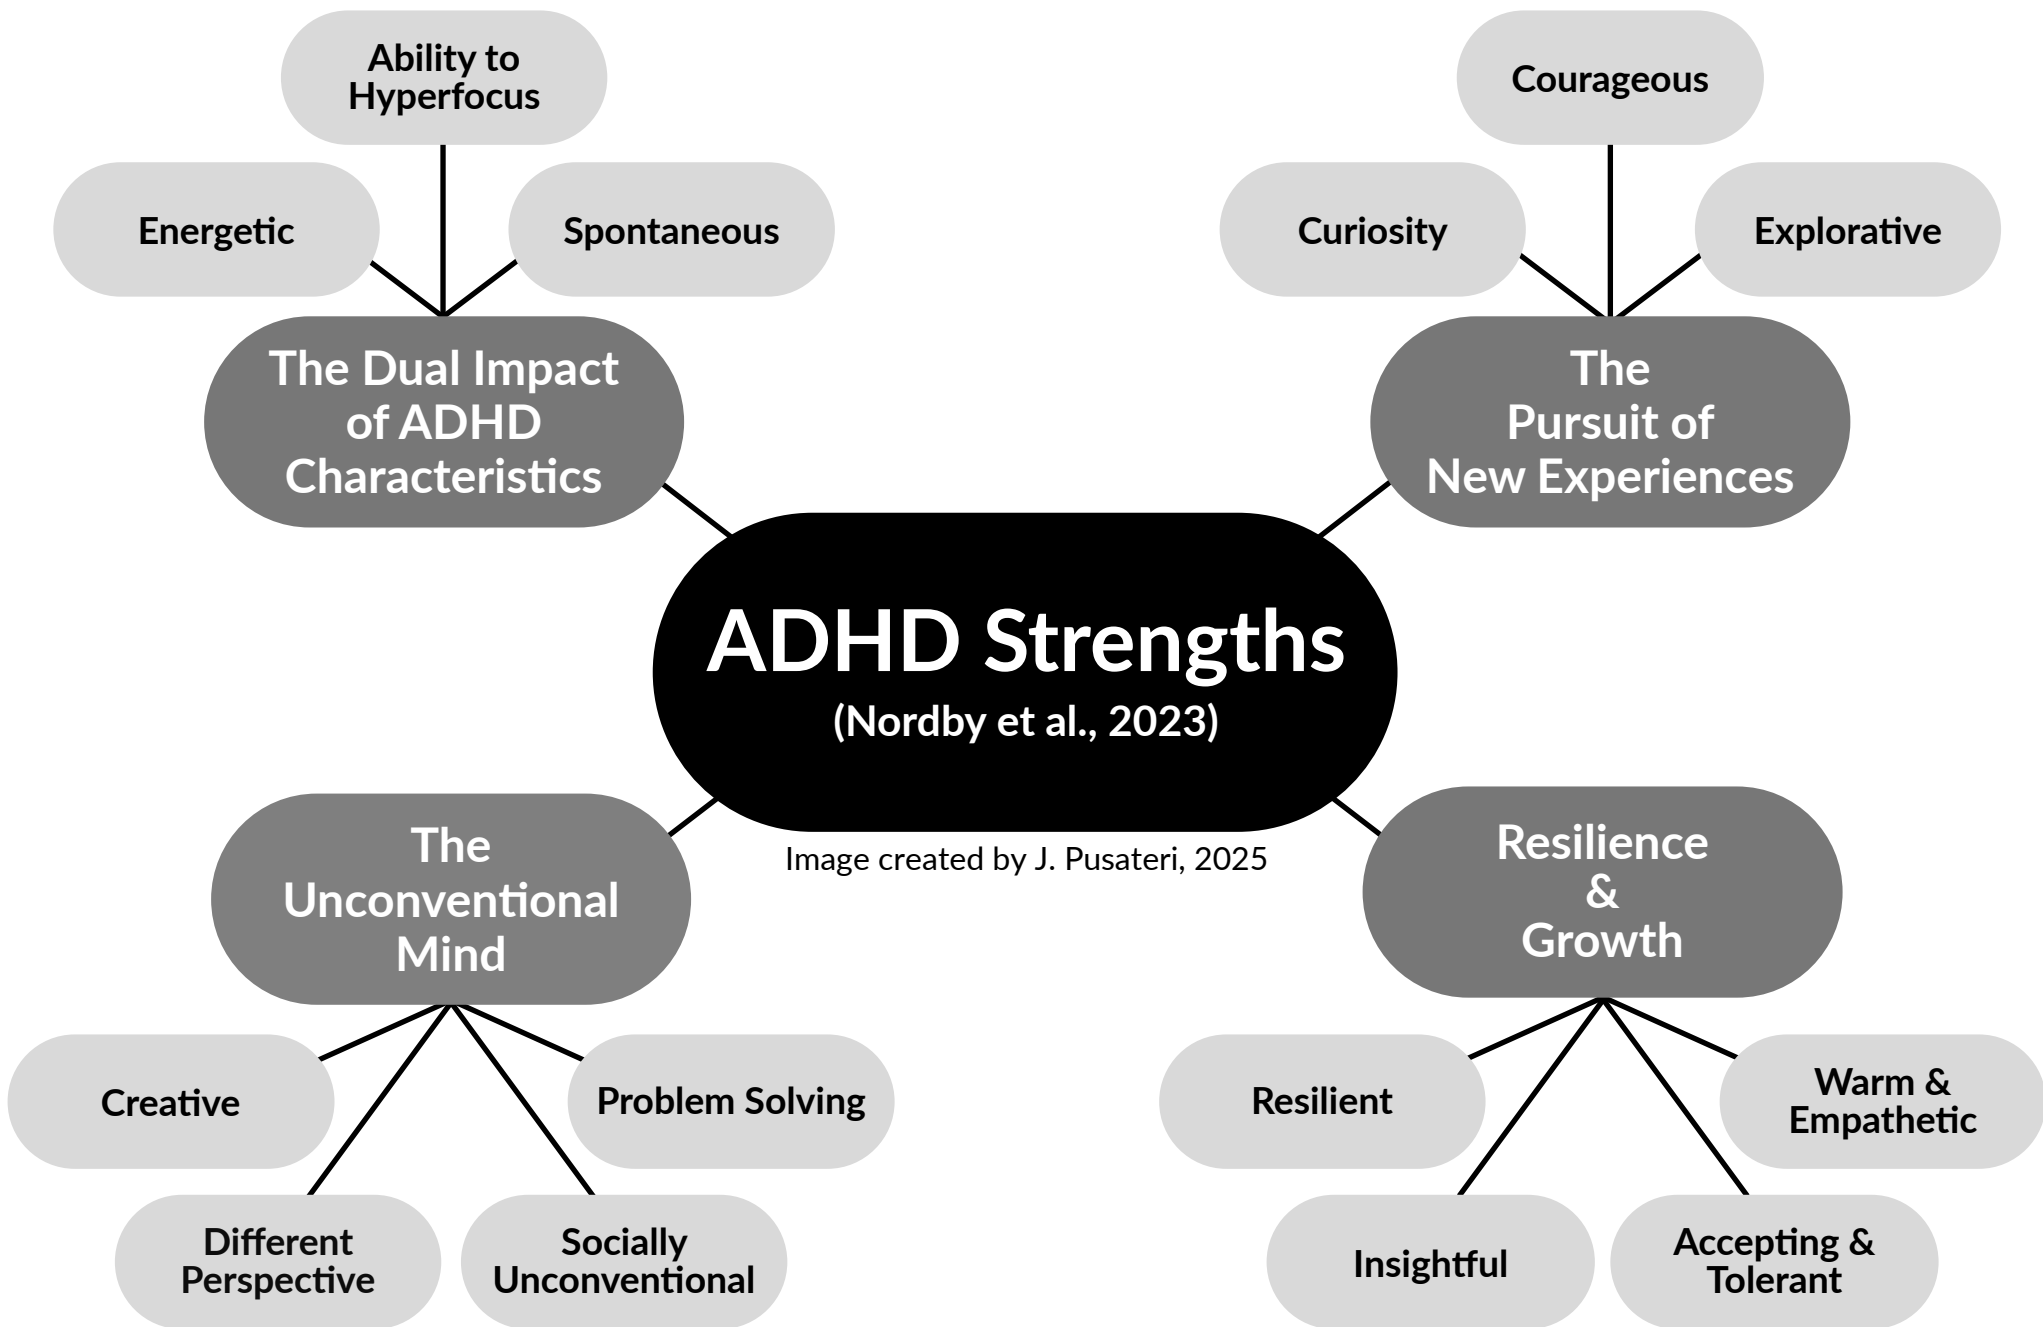 Ability to
Hyperfocus
Energetic
Spontaneous
The Dual Impact
of ADHD
Characteristics
Courageous
Curiosity
Explorative
The
Pursuit of
New Experiences
ADHD Strengths
(Nordby et al., 2023)
Image created by J. Pusateri, 2025
The
Unconventional
Mind
Creative
Problem Solving
Different
Perspective
Socially
Unconventional
Resilience
&
Growth
Resilient
Warm &
Empathetic
Insightful
Accepting &
Tolerant